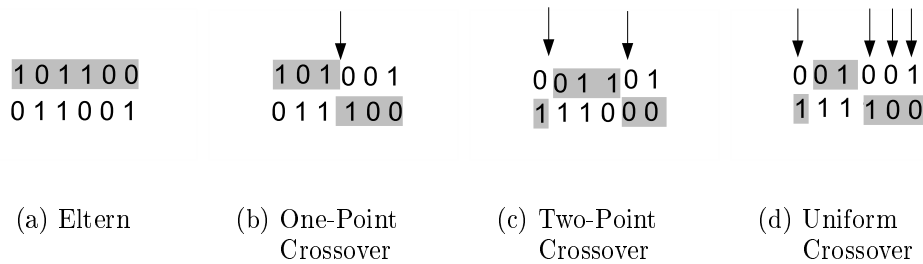 1 0 1 1 0 0
0 1 1 0 0 1
(a) Eltern
1 0 1 0 0 1
0 1 1 1 0 0
(b) One-Point
Crossover
0 0 1 1 0 1
1 1 1 0 0 0
(c) Two-Point
Crossover
0 0 1 0 0 1
1 1 1 1 0 0
(d) Uniform
Crossover